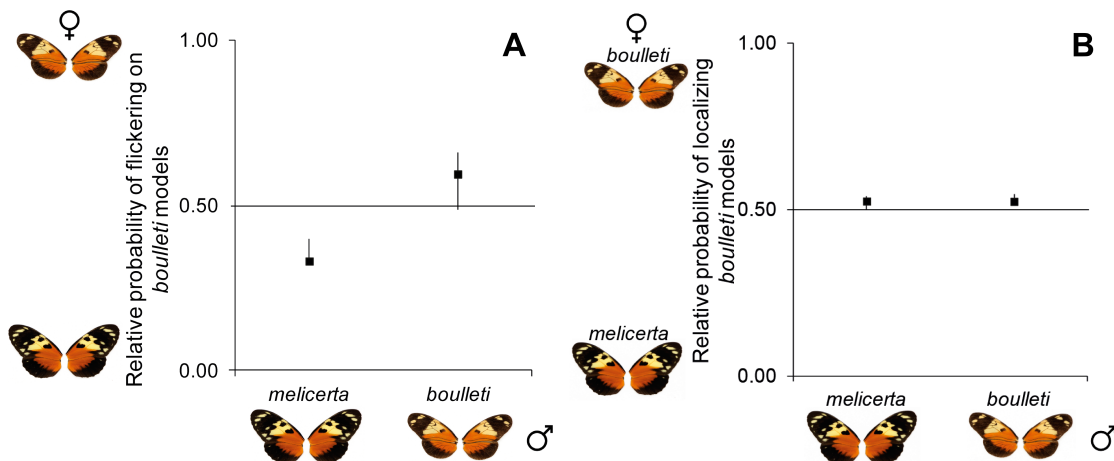 ♀
1.00
A
Relative probability of flickering on
boulleti models
0.50
0.00
melicerta
boulleti
♂
♀
boulleti
1.00
B
Relative probability of localizing
boulleti models
0.50
melicerta
0.00
melicerta
boulleti
♂